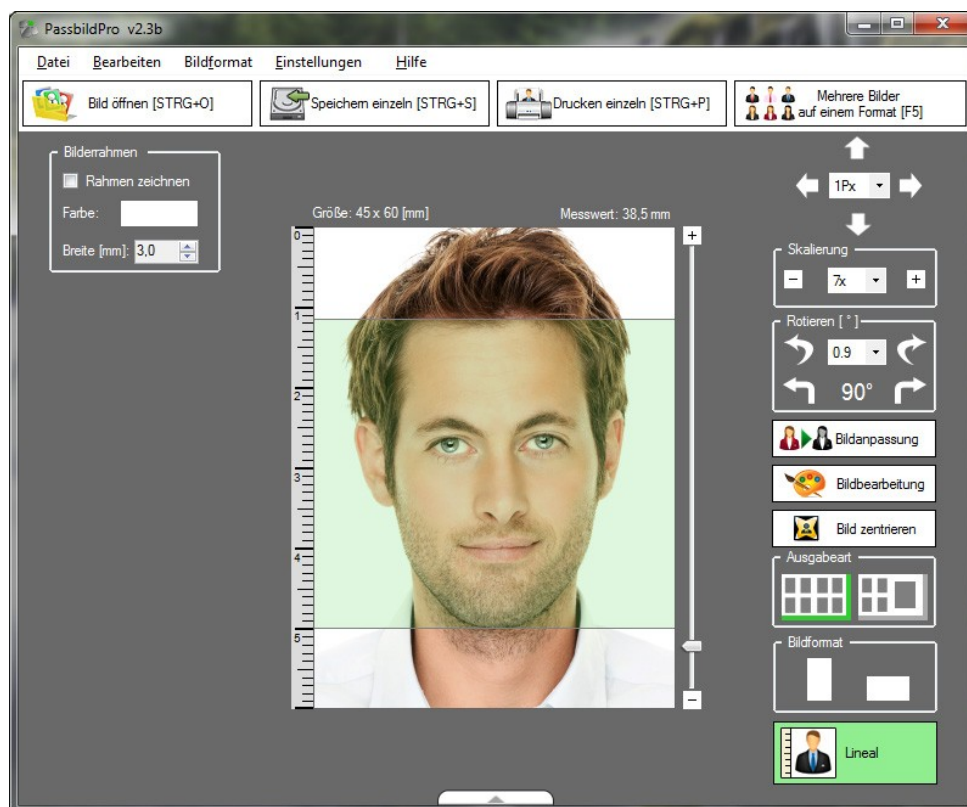 PassbildPro v2.3b
Datei Bearbeiten Bildformat Einstellungen Hilfe
Bild öffnen [STRG+O]
Speichern einzeln [STRG+S]
Drucken einzeln [STRG+P]
Mehrere Bilder
auf einem Format [F5]
Bilderrahmen
Rahmen zeichnen
Farbe:
Breite [mm]: 3,0
Größe: 45 x 60 [mm]
Messwert: 38,5 mm
0
1
2
3
4
5
+
−
1Px
Skalierung
− 7x +
Rotieren [ ° ]
0.9
90°
Bildanpassung
Bildbearbeitung
Bild zentrieren
Ausgabeart
Bildformat
Lineal